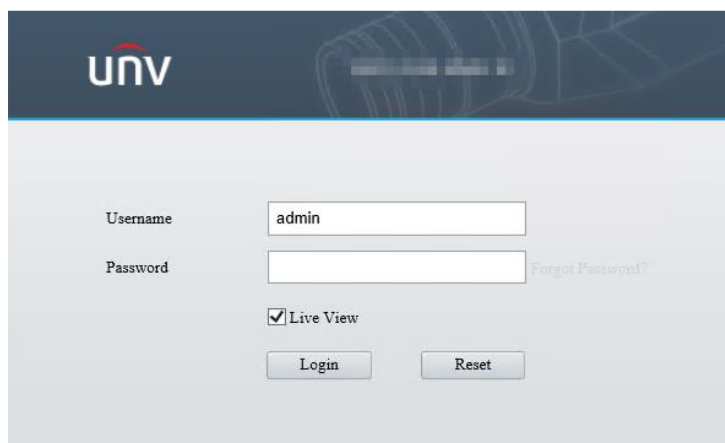 unv
Username
admin
Password
Forgot Password?
Live View
Login
Reset